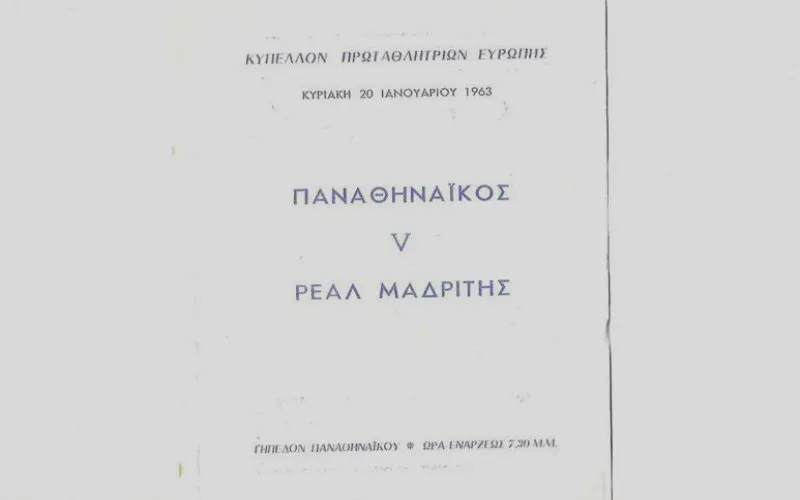 ΚΥΠΕΛΛΟΝ ΠΡΩΤΑΘΛΗΤΡΙΩΝ ΕΥΡΩΠΗΣ
ΚΥΡΙΑΚΗ 20 ΙΑΝΟΥΑΡΙΟΥ 1963
ΠΑΝΑΘΗΝΑΪΚΟΣ
V
ΡΕΑΛ ΜΑΔΡΙΤΗΣ
ΓΗΠΕΔΟΝ ΠΑΝΑΘΗΝΑΪΚΟΥ * ΩΡΑ ΕΝΑΡΞΕΩΣ 7,30 Μ.Μ.